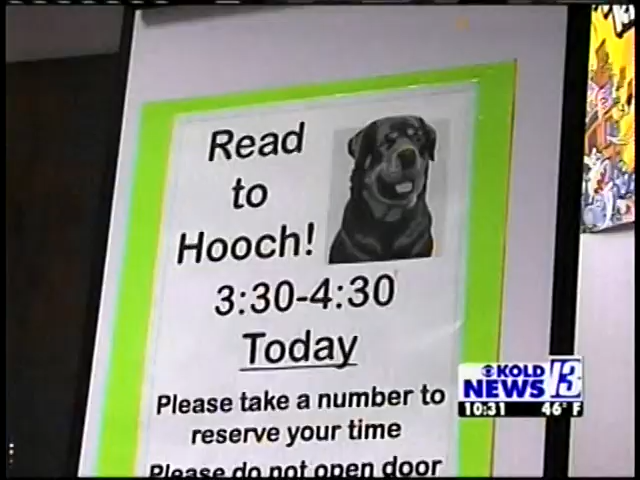 Read
to
Hooch!
3:30-4:30
Today
Please take a number to
reserve your time
Please do not open door
KOLD
NEWS 13
10:31 46° F